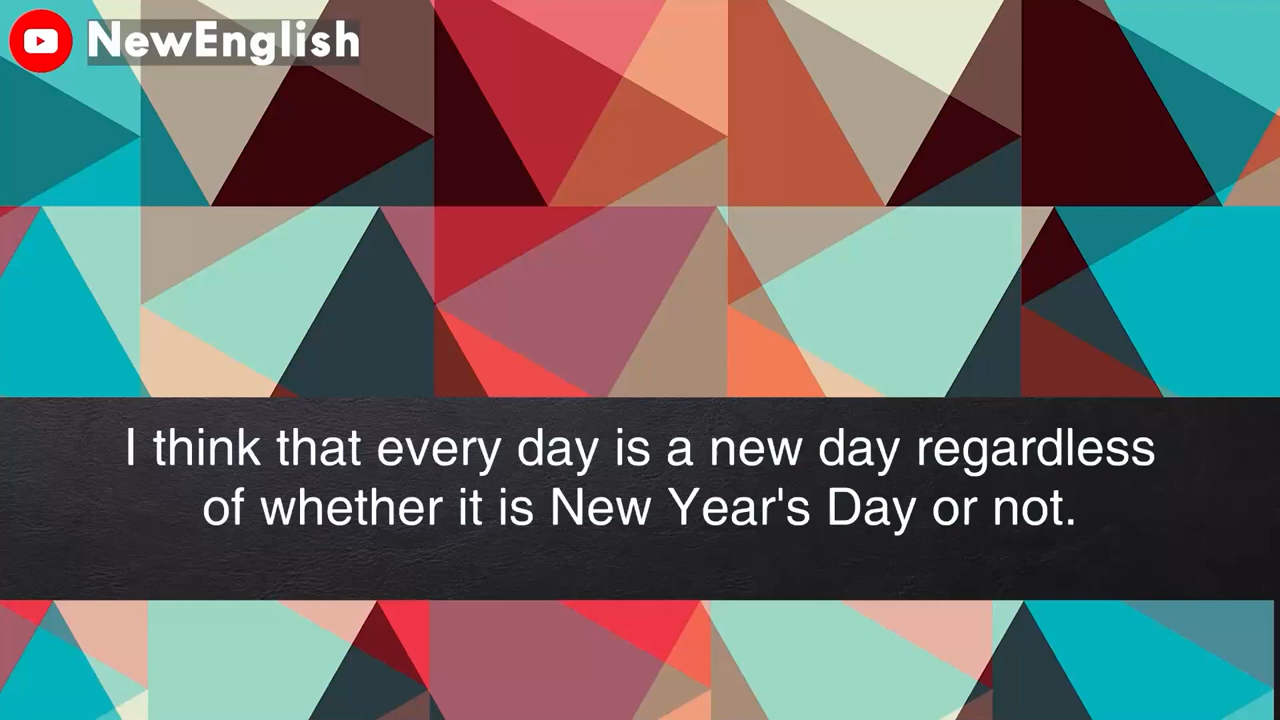 NewEnglish
I think that every day is a new day regardless
of whether it is New Year's Day or not.